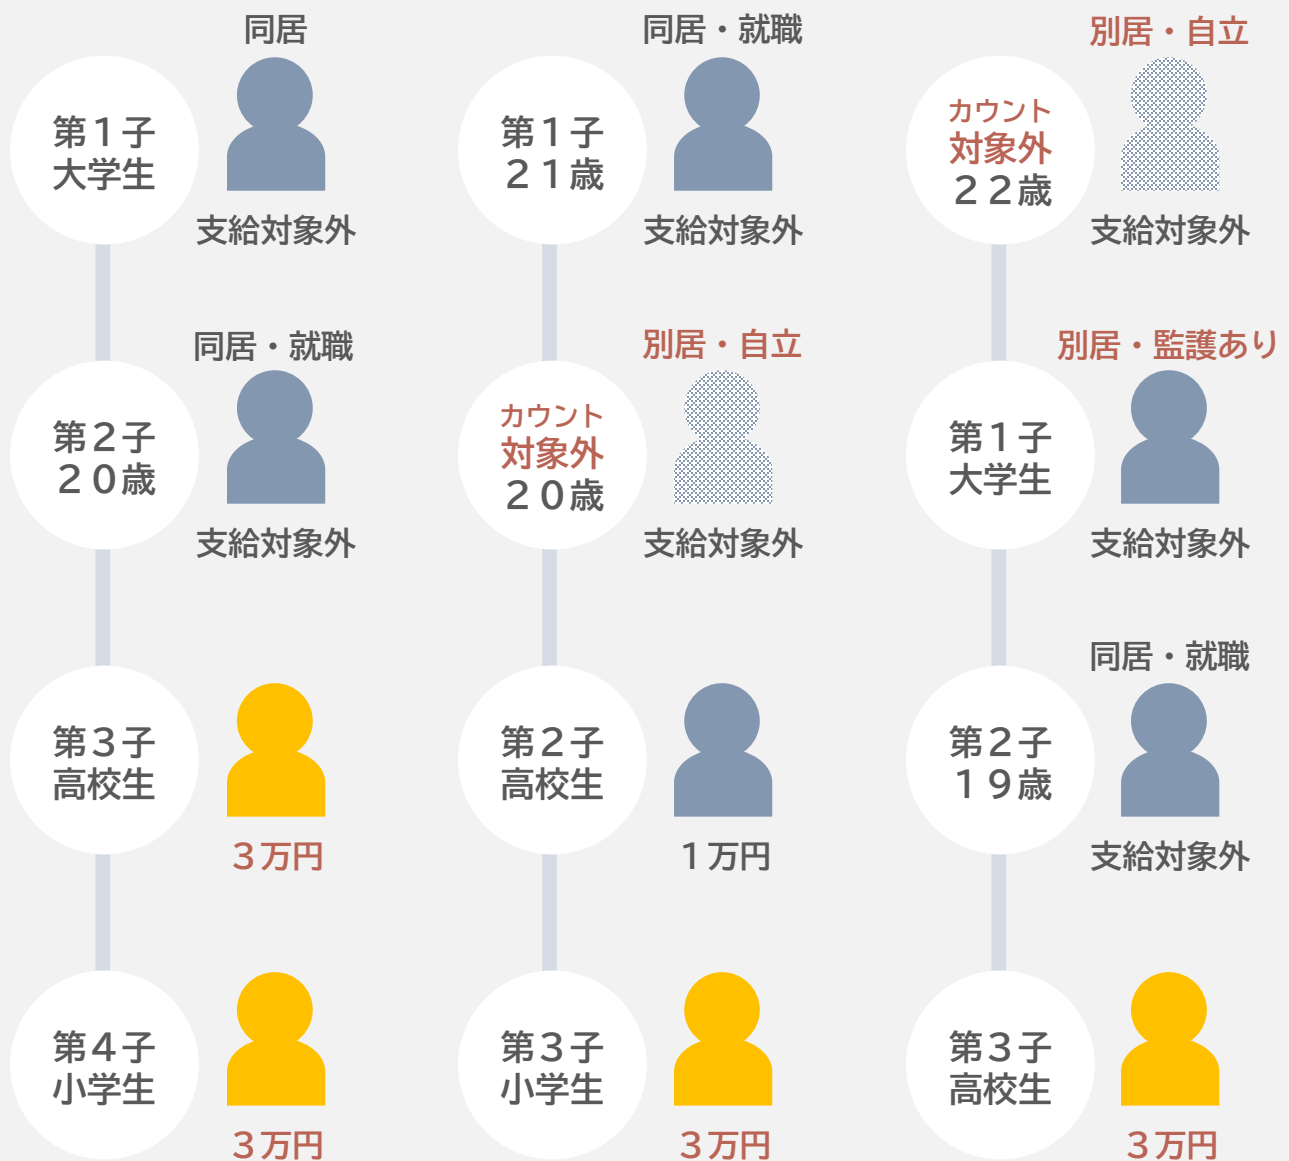 同居
第１子
大学生
支給対象外
同居・就職
第２子
２０歳
支給対象外
第３子
高校生
３万円
第４子
小学生
３万円
同居・就職
第１子
２１歳
支給対象外
別居・自立
カウント
対象外
２０歳
支給対象外
第２子
高校生
１万円
第３子
小学生
３万円
別居・自立
カウント
対象外
２２歳
支給対象外
別居・監護あり
第１子
大学生
支給対象外
同居・就職
第２子
１９歳
支給対象外
第３子
高校生
３万円